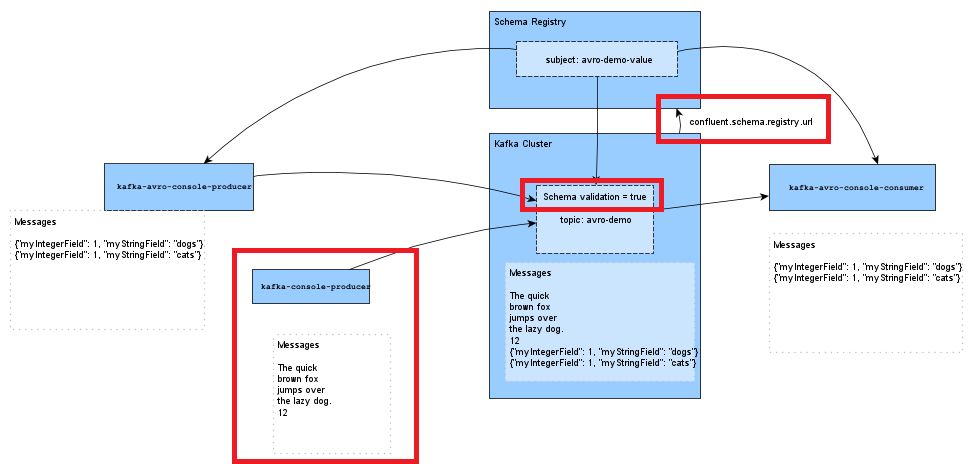 Schema Registry
subject: avro-demo-value
confluent.schema.registry.url
Kafka Cluster
kafka-avro-console-producer
Schema validation = true
kafka-avro-console-consumer
topic: avro-demo
Messages
{"myIntegerField": 1, "myStringField": "dogs"}
{"myIntegerField": 1, "myStringField": "cats"}
kafka-console-producer
Messages
The quick
brown fox
jumps over
the lazy dog.
12
Messages
The quick
brown fox
jumps over
the lazy dog.
12
{"myIntegerField": 1, "myStringField": "dogs"}
{"myIntegerField": 1, "myStringField": "cats"}
Messages
{"myIntegerField": 1, "myStringField": "dogs"}
{"myIntegerField": 1, "myStringField": "cats"}